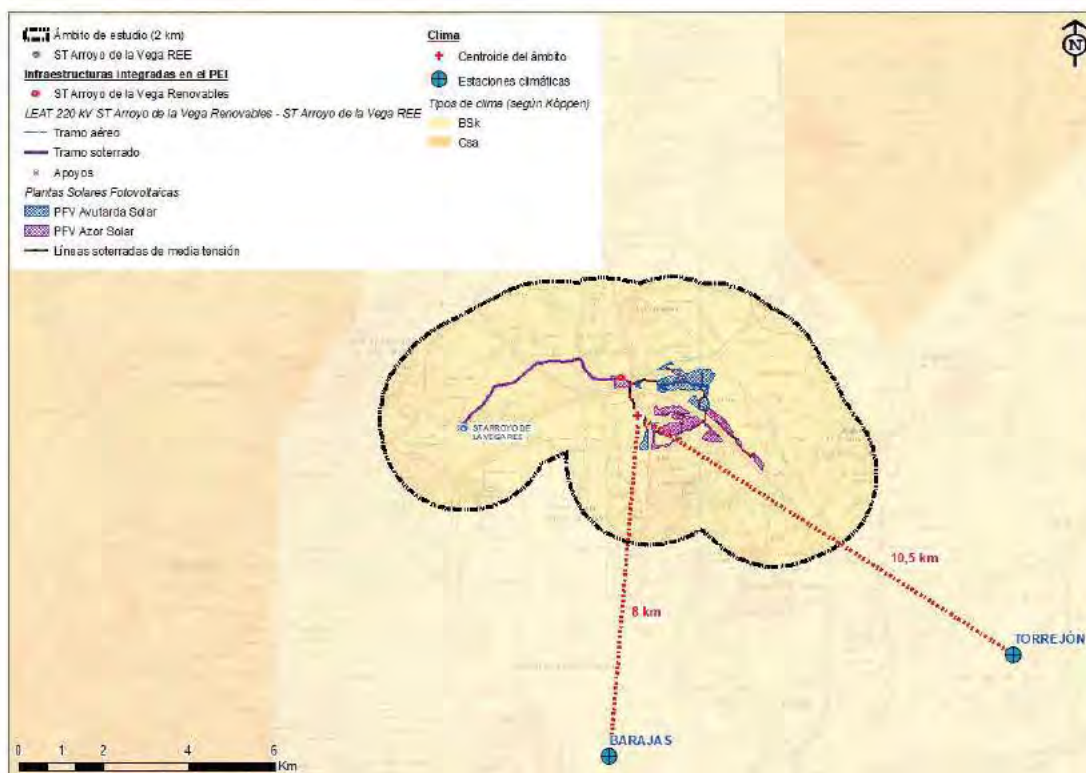 Ámbito de estudio (2 km)
ST Arroyo de la Vega REE
Infraestructuras integradas en el PEI
ST Arroyo de la Vega Renovables
LEAT 220 kV ST Arroyo de la Vega Renovables - ST Arroyo de la Vega REE
Tramo aéreo
Tramo soterrado
Apoyos
Plantas Solares Fotovoltaicas
PFV Avutarda Solar
PFV Azor Solar
Líneas soterradas de media tensión
Clima
Centroide del ámbito
Estaciones climáticas
Tipos de clima (según Köppen)
BSk
Csa
N
ST ARROYO DE
LA VEGA REE
10,5 km
8 km
TORREJÓN
BARAJAS
0 1 2 4 6
Km